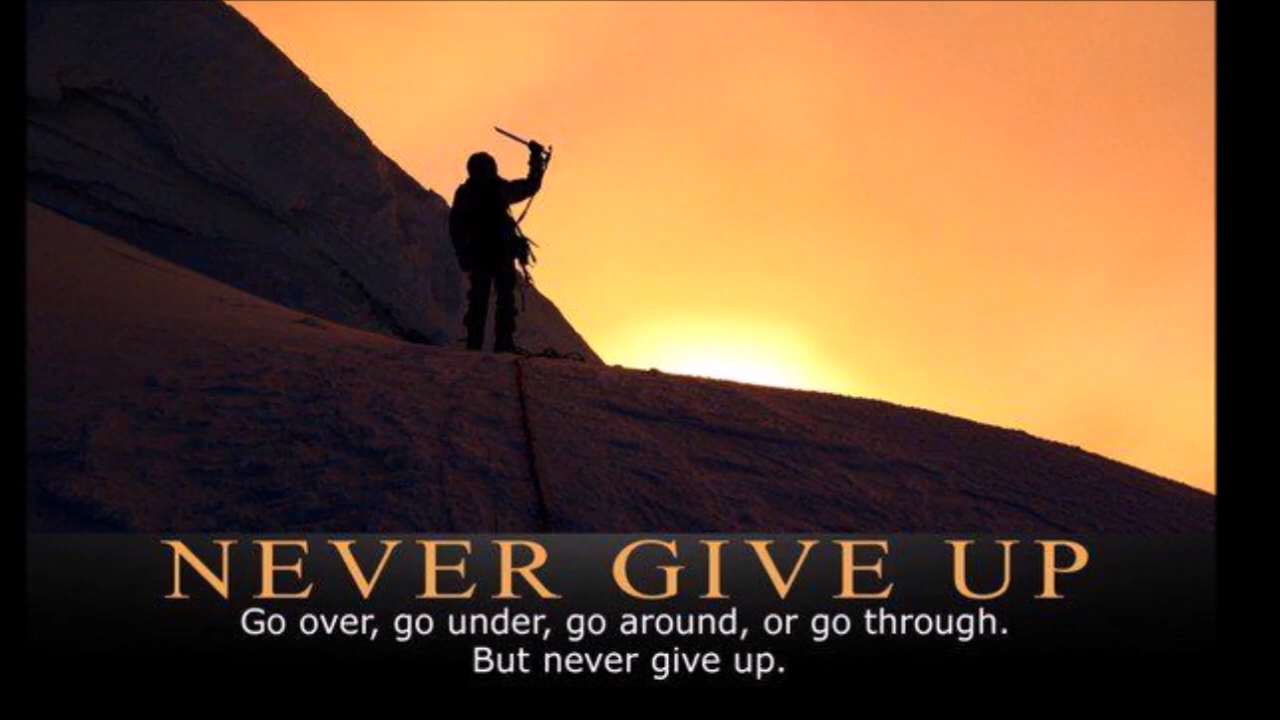 NEVER GIVE UP
Go over, go under, go around, or go through.
But never give up.